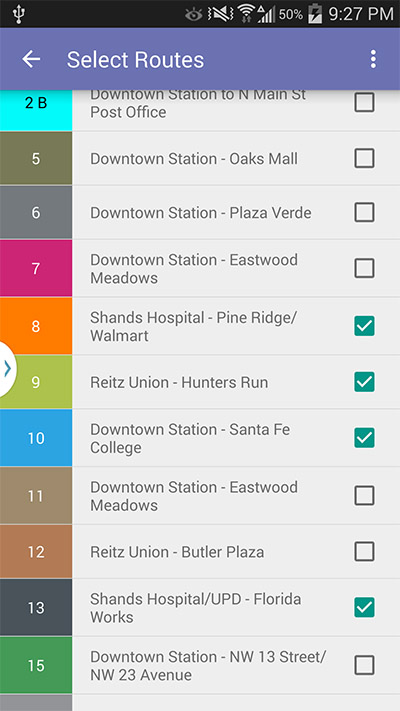 50% 9:27 PM
Select Routes
2 B
Downtown Station to N Main St
Post Office
5
Downtown Station - Oaks Mall
6
Downtown Station - Plaza Verde
7
Downtown Station - Eastwood
Meadows
8
Shands Hospital - Pine Ridge/
Walmart
9
Reitz Union - Hunters Run
10
Downtown Station - Santa Fe
College
11
Downtown Station - Eastwood
Meadows
12
Reitz Union - Butler Plaza
13
Shands Hospital/UPD - Florida
Works
15
Downtown Station - NW 13 Street/
NW 23 Avenue